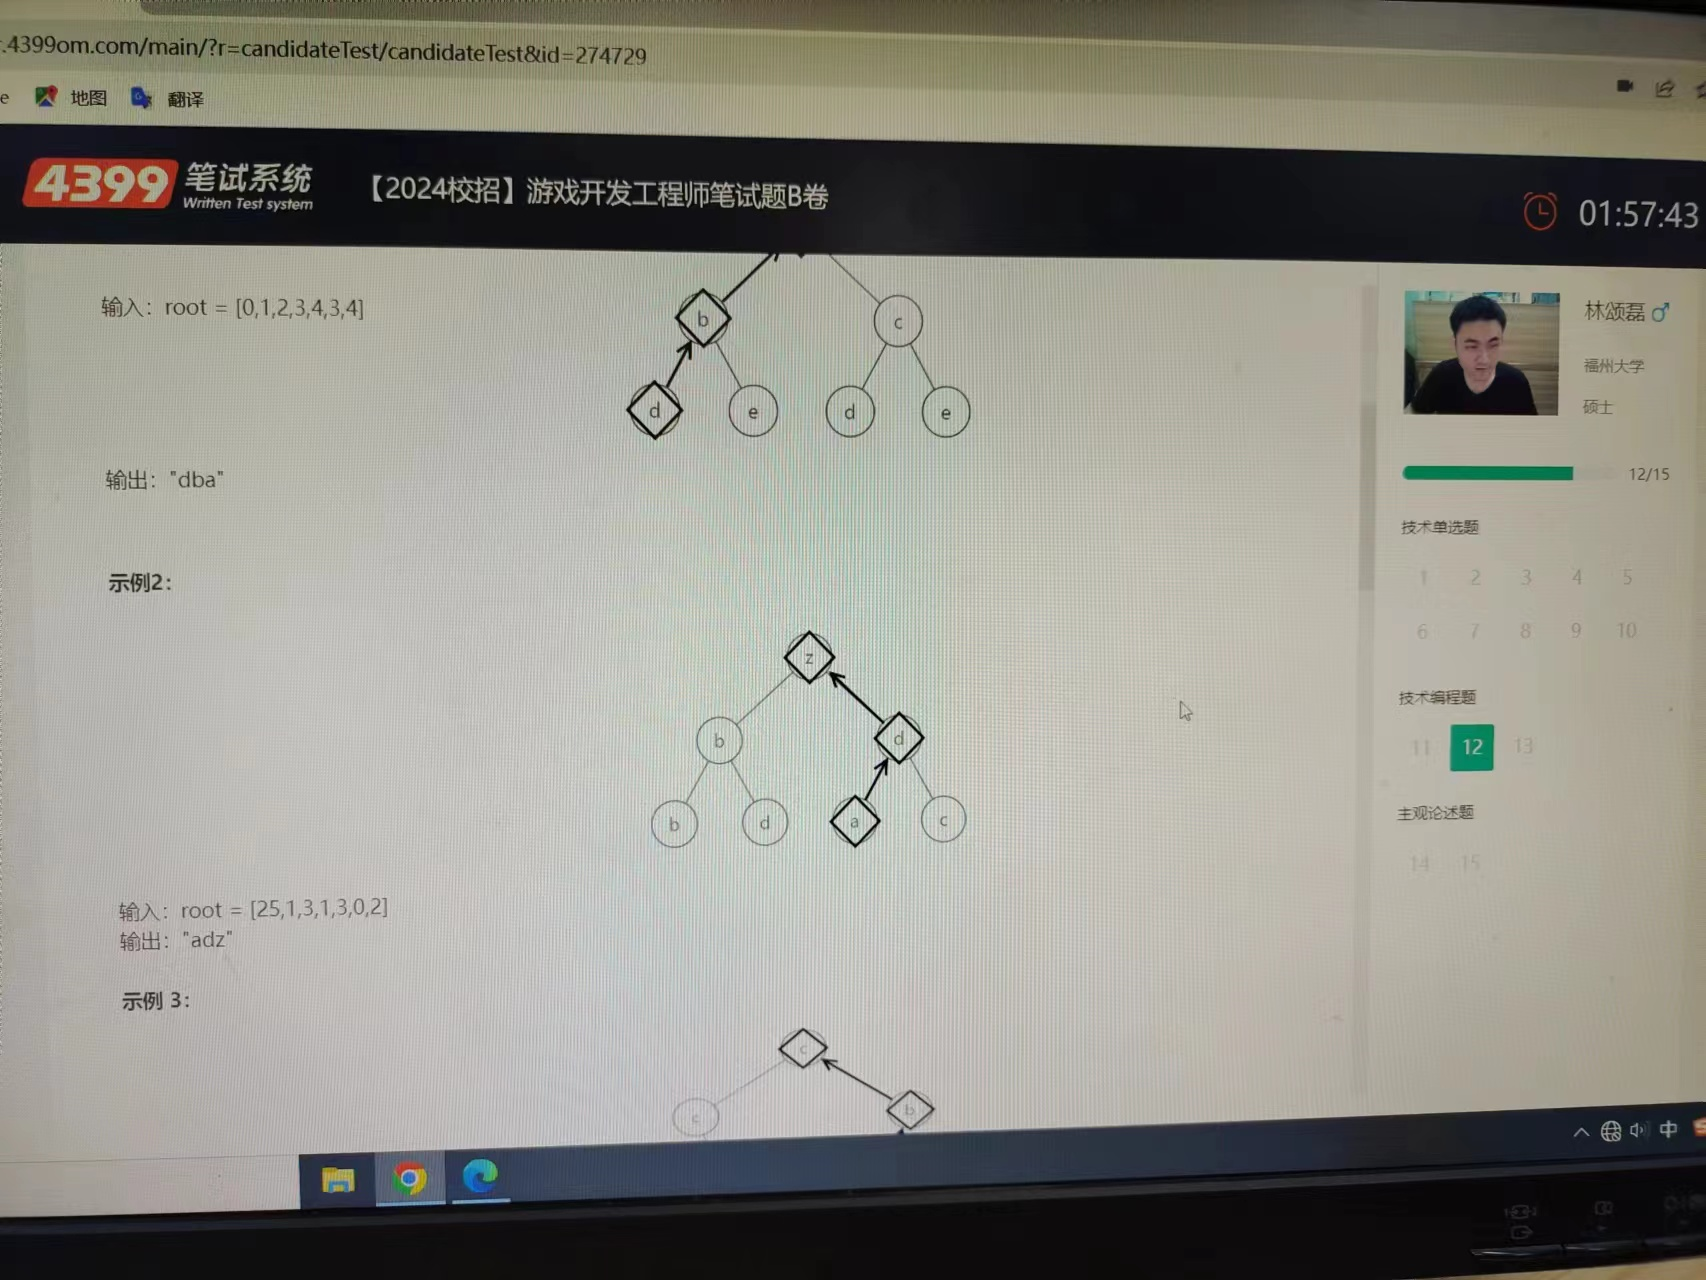 .4399om.com/main/?r=candidateTest/candidateTest&id=274729
e 地图 翻译
4399 笔试系统
Written Test system
【2024校招】游戏开发工程师笔试题B卷
01:57:43
输入：root = [0,1,2,3,4,3,4]
b
c
d
e
d
e
输出："dba"
示例2：
z
b
d
b
d
a
c
输入：root = [25,1,3,1,3,0,2]
输出："adz"
示例 3：
c
c
b
林颂磊
福州大学
硕士
12/15
技术单选题
1 2 3 4 5
6 7 8 9 10
技术编程题
11 12 13
主观论述题
14 15
中